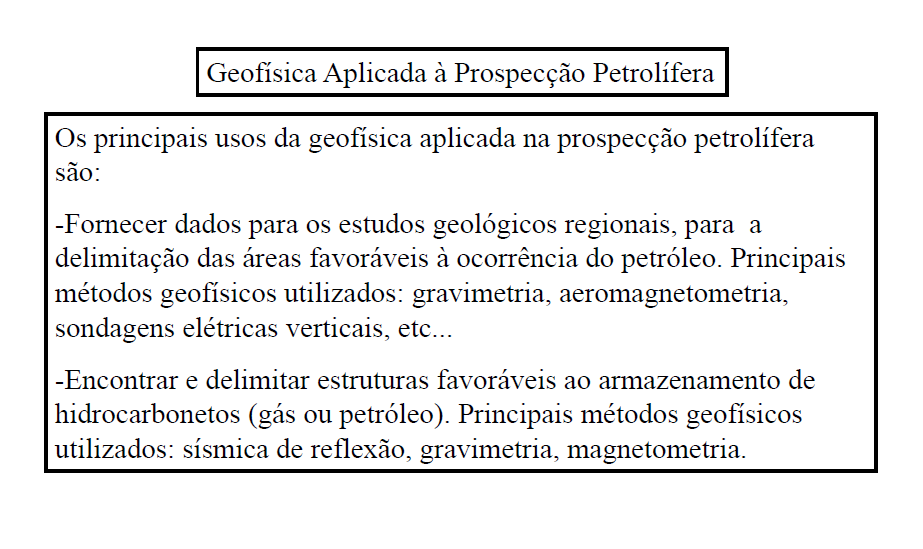 Geofísica Aplicada à Prospecção Petrolífera
Os principais usos da geofísica aplicada na prospecção petrolífera
são:
-Fornecer dados para os estudos geológicos regionais, para  a
delimitação das áreas favoráveis à ocorrência do petróleo. Principais
métodos geofísicos utilizados: gravimetria, aeromagnetometria,
sondagens elétricas verticais, etc...
-Encontrar e delimitar estruturas favoráveis ao armazenamento de
hidrocarbonetos (gás ou petróleo). Principais métodos geofísicos
utilizados: sísmica de reflexão, gravimetria, magnetometria.